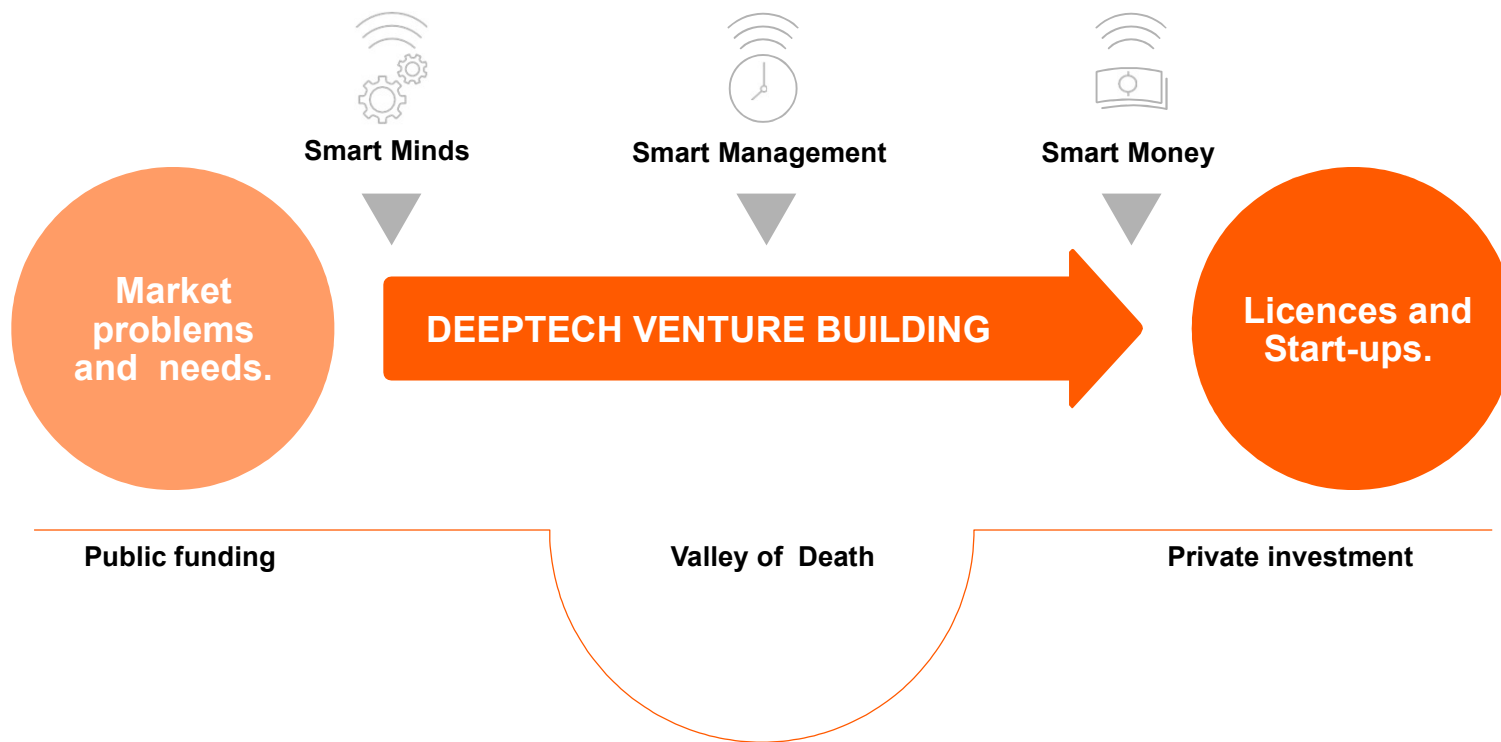 Smart Minds
Smart Management
Smart Money
Market
problems
and needs.
DEEPTECH VENTURE BUILDING
Licences and
Start-ups.
Public funding
Valley of Death
Private investment